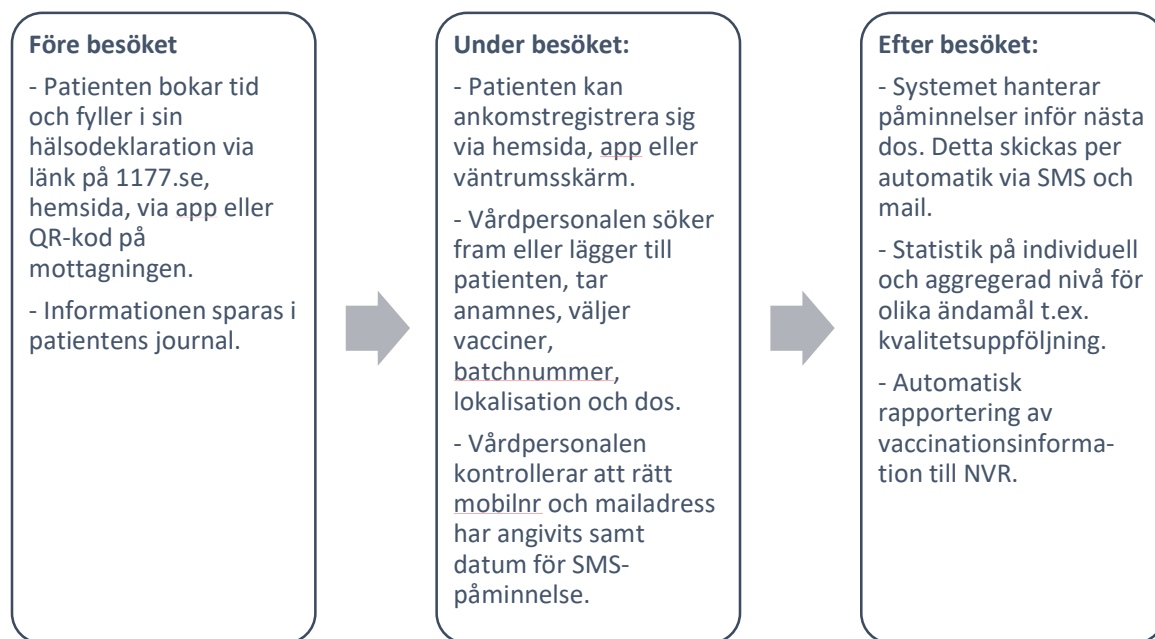 Före besöket
- Patienten bokar tid
och fyller i sin
hälsodeklaration via
länk på 1177.se,
hemsida, via app eller
QR-kod på
mottagningen.
- Informationen sparas i
patientens journal.
Under besöket:
- Patienten kan
ankomstregistrera sig
via hemsida, app eller
väntrumsskärm.
- Vårdpersonalen söker
fram eller lägger till
patienten, tar
anamnes, väljer
vacciner,
batchnummer,
lokalisation och dos.
- Vårdpersonalen
kontrollerar att rätt
mobilnr och mailadress
har angivits samt
datum för SMS-
påminnelse.
Efter besöket:
- Systemet hanterar
påminnelser inför nästa
dos. Detta skickas per
automatik via SMS och
mail.
- Statistik på individuell
och aggregerad nivå för
olika ändamål t.ex.
kvalitetsuppföljning.
- Automatisk
rapportering av
vaccinationsinforma-
tion till NVR.